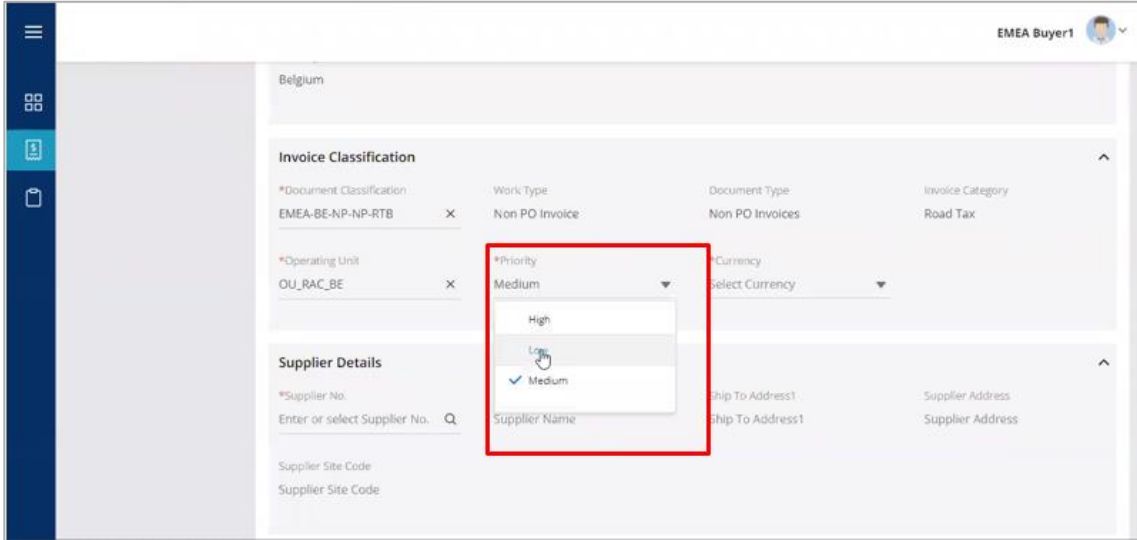 EMEA Buyer1
Belgium
Invoice Classification
*Document Classification Work Type Document Type Invoice Category
EMEA-BE-NP-NP-RTB Non PO Invoice Non PO Invoices Road Tax
*Operating Unit *Priority *Currency
OU_RAC_BE Medium Select Currency
High
Low
Medium
Supplier Details
*Supplier No. Ship To Address1 Supplier Address
Enter or select Supplier No. Supplier Name Ship To Address1 Supplier Address
Supplier Site Code
Supplier Site Code